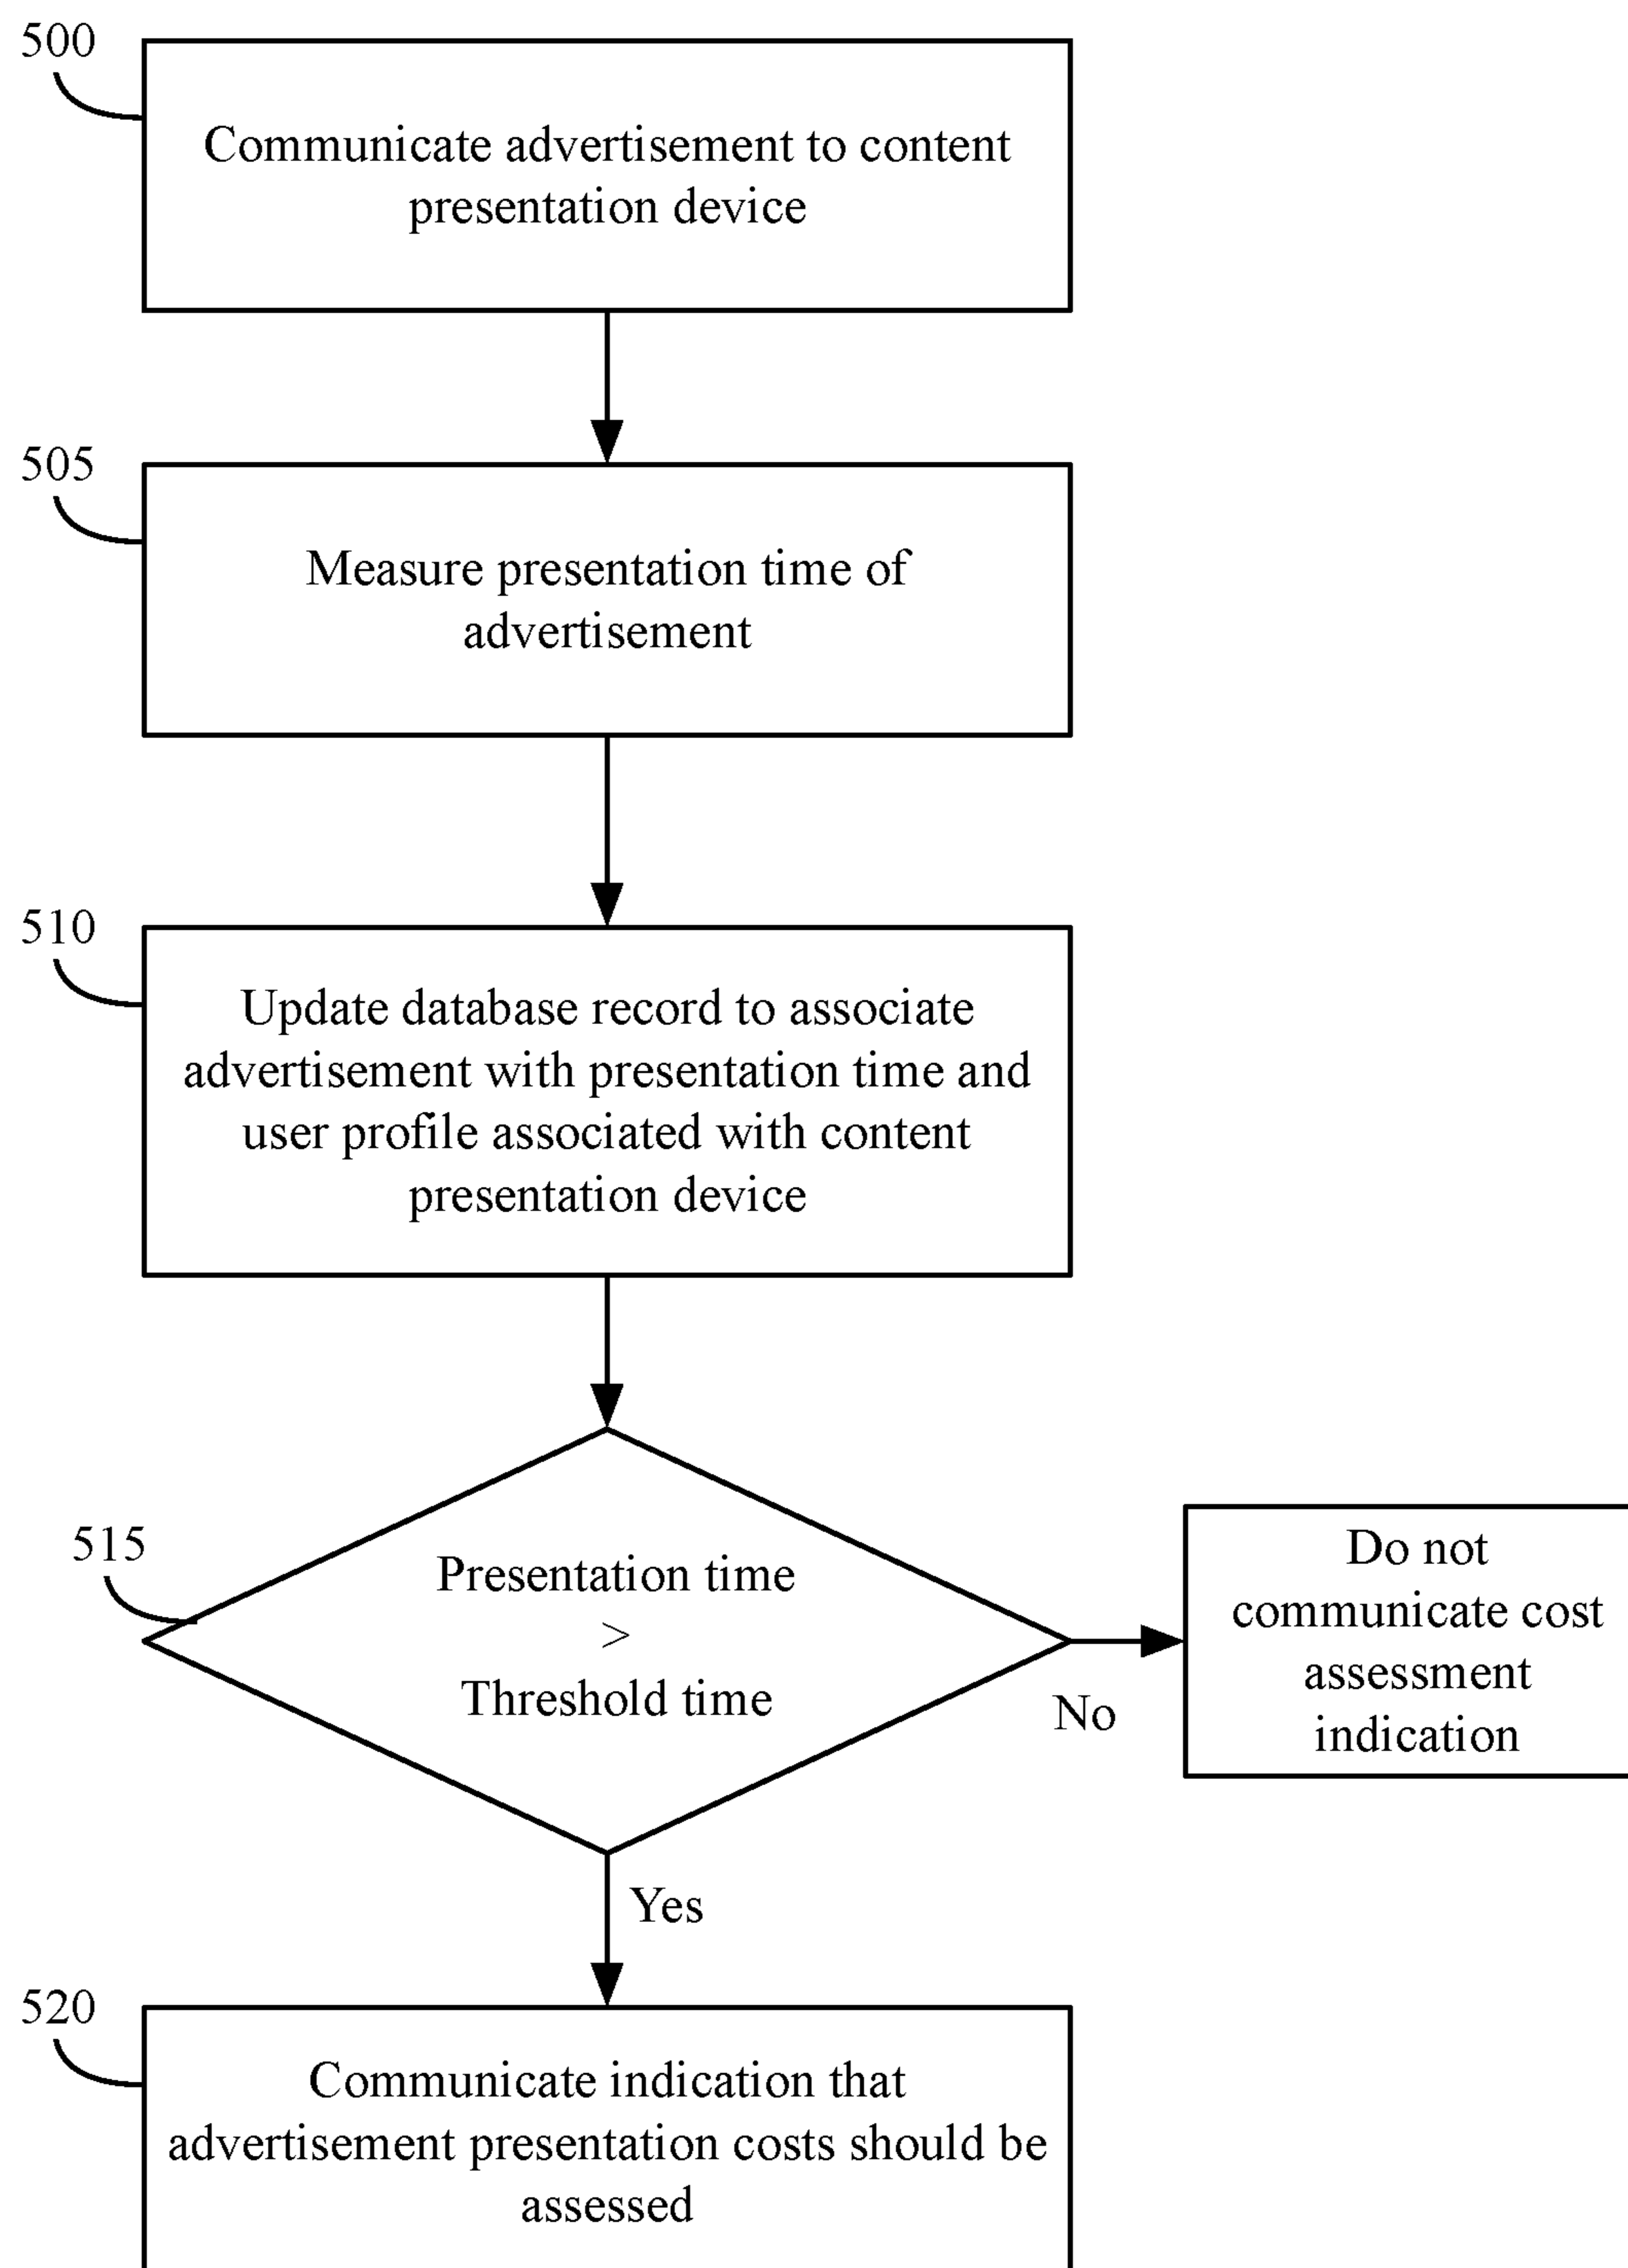 500
Communicate advertisement to content
presentation device
505
Measure presentation time of
advertisement
510
Update database record to associate
advertisement with presentation time and
user profile associated with content
presentation device
515
Presentation time
>
Threshold time
No
Do not
communicate cost
assessment
indication
Yes
520
Communicate indication that
advertisement presentation costs should be
assessed